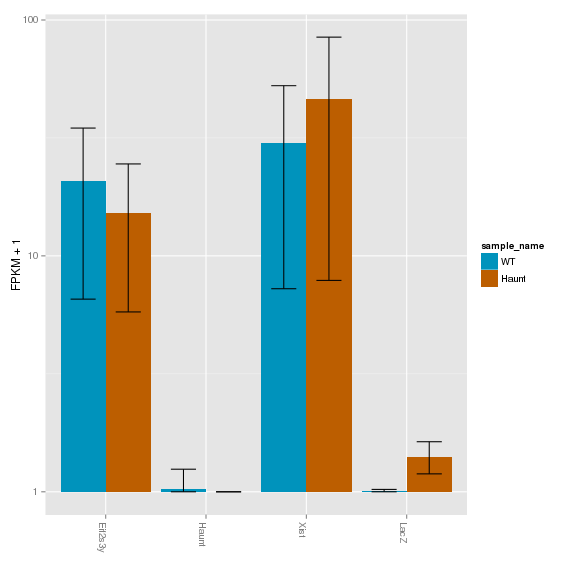 100
10
1
FPKM + 1
Eif2s3y
Haunt
Xist
LacZ
sample_name
WT
Haunt